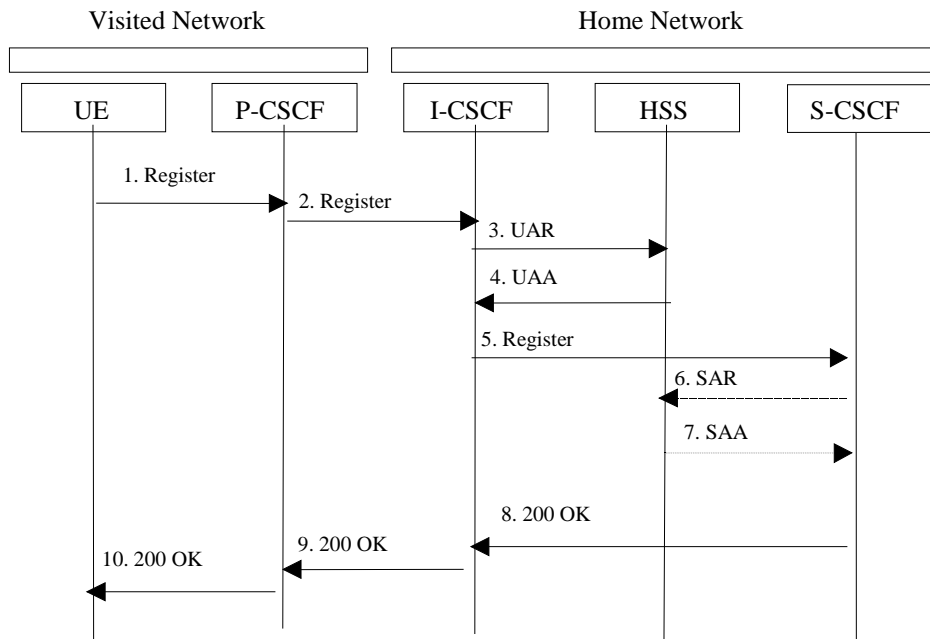 Visited Network
Home Network
UE
P-CSCF
I-CSCF
HSS
S-CSCF
1. Register
2. Register
3. UAR
4. UAA
5. Register
6. SAR
7. SAA
8. 200 OK
9. 200 OK
10. 200 OK